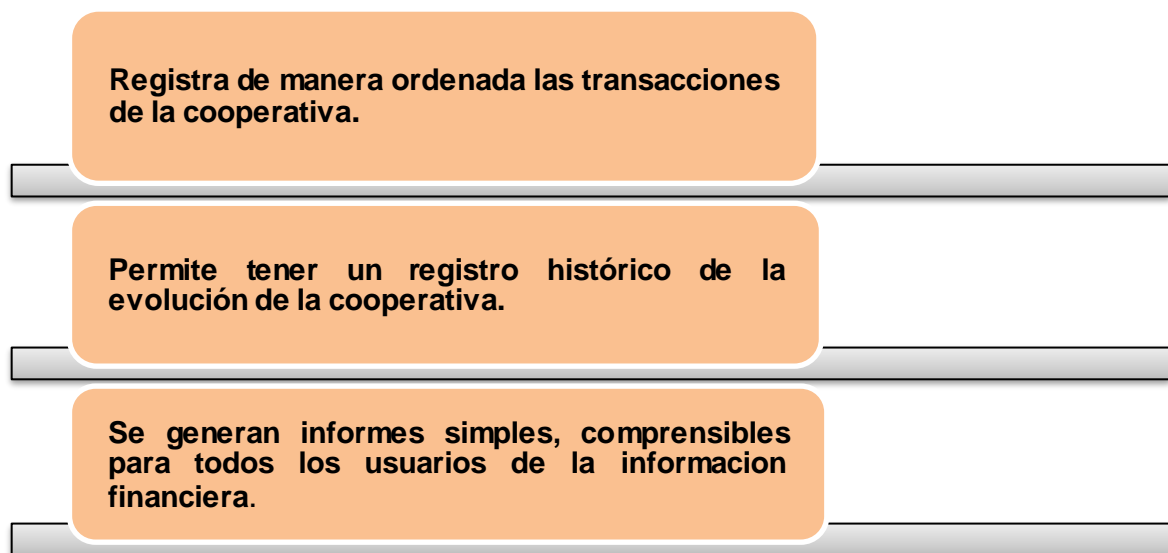 Registra de manera ordenada las transacciones
de la cooperativa.
Permite tener un registro histórico de la
evolución de la cooperativa.
Se generan informes simples, comprensibles
para todos los usuarios de la informacion
financiera.